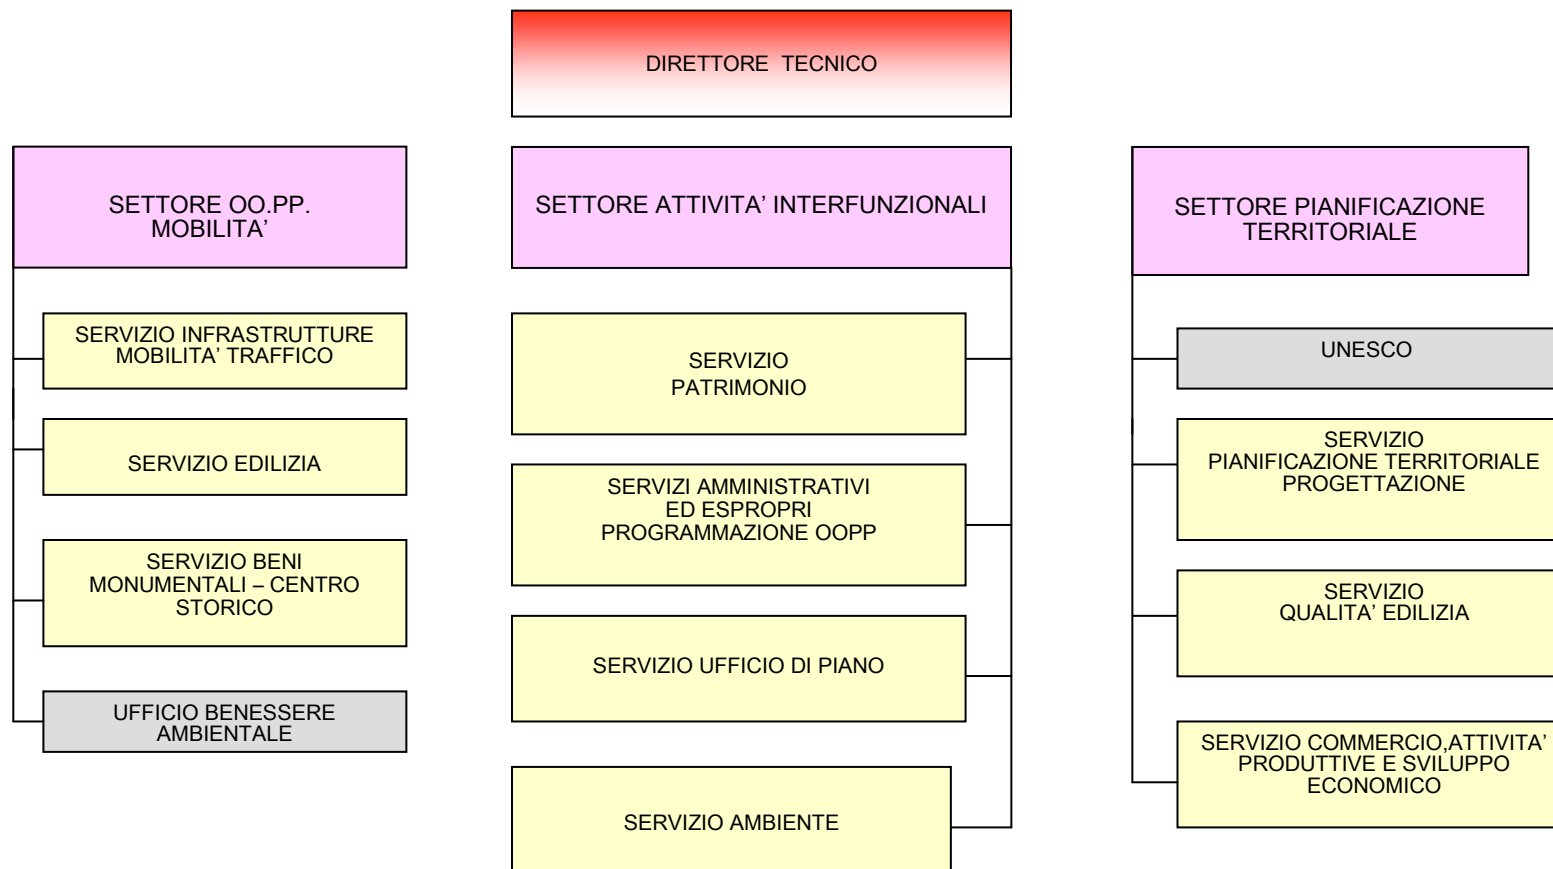 DIRETTORE TECNICO
SETTORE OO.PP.
MOBILITA’
SERVIZIO INFRASTRUTTURE
MOBILITA’ TRAFFICO
SERVIZIO EDILIZIA
SERVIZIO BENI
MONUMENTALI – CENTRO
STORICO
UFFICIO BENESSERE
AMBIENTALE
SETTORE ATTIVITA’ INTERFUNZIONALI
SERVIZIO
PATRIMONIO
SERVIZI AMMINISTRATIVI
ED ESPROPRI
PROGRAMMAZIONE OOPP
SERVIZIO UFFICIO DI PIANO
SERVIZIO AMBIENTE
SETTORE PIANIFICAZIONE
TERRITORIALE
UNESCO
SERVIZIO
PIANIFICAZIONE TERRITORIALE
PROGETTAZIONE
SERVIZIO
QUALITA’ EDILIZIA
SERVIZIO COMMERCIO,ATTIVITA’
PRODUTTIVE E SVILUPPO
ECONOMICO